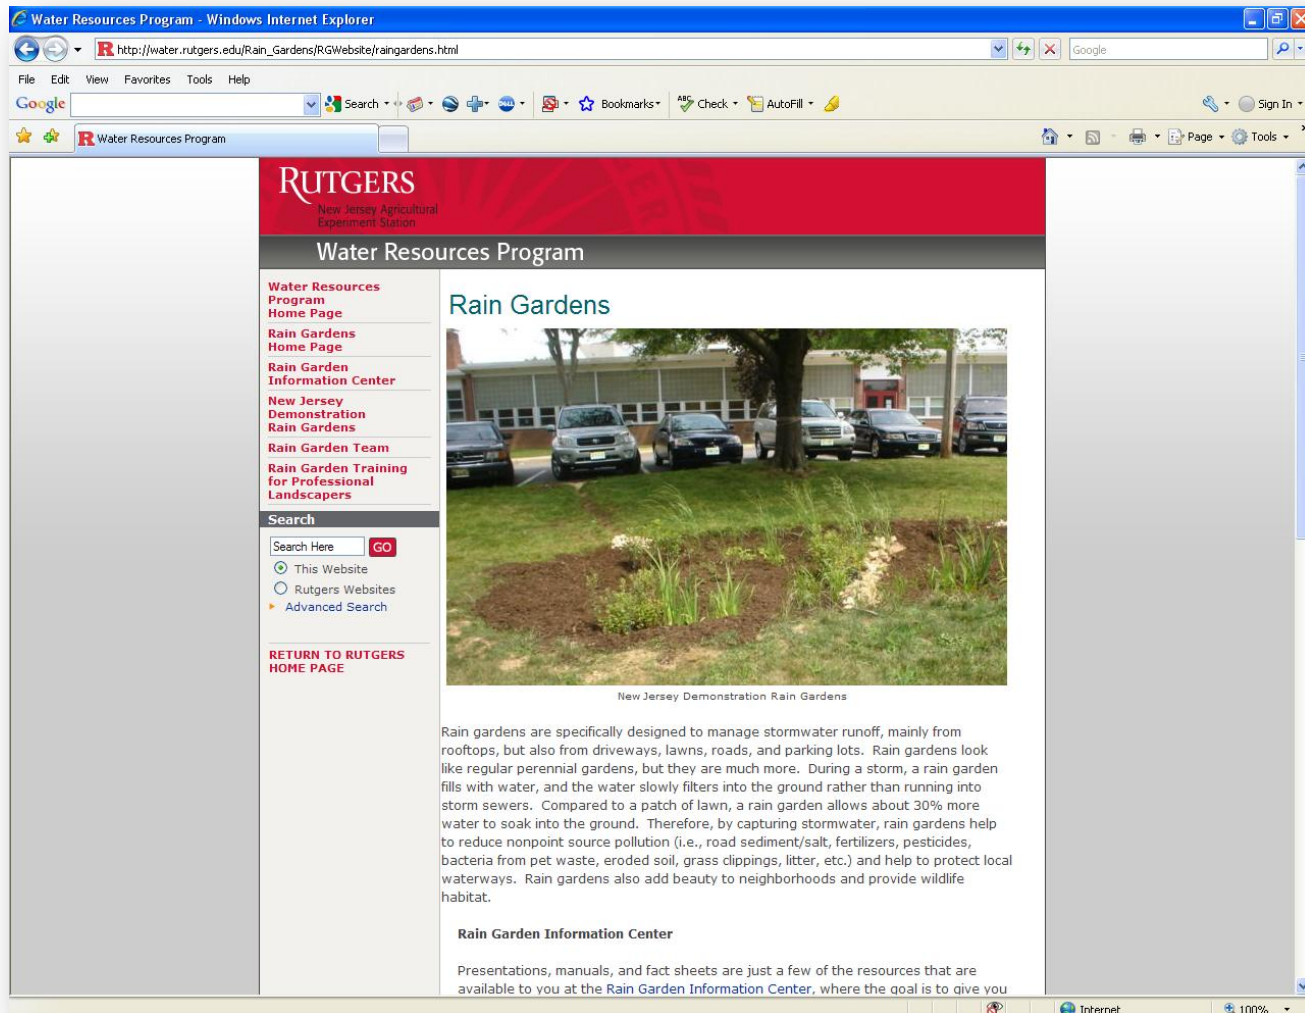 Water Resources Program - Windows Internet Explorer
http://water.rutgers.edu/Rain_Gardens/RGWebsite/raingardens.html
Google
File Edit View Favorites Tools Help
Google Search Bookmarks ABC Check AutoFill Sign In
Water Resources Program Page Tools
RUTGERS
New Jersey Agricultural
Experiment Station
Water Resources Program
Water Resources
Program
Home Page
Rain Gardens
Home Page
Rain Garden
Information Center
New Jersey
Demonstration
Rain Gardens
Rain Garden Team
Rain Garden Training
for Professional
Landscapers
Search
Search Here GO
This Website
Rutgers Websites
Advanced Search
RETURN TO RUTGERS
HOME PAGE
Rain Gardens
New Jersey Demonstration Rain Gardens
Rain gardens are specifically designed to manage stormwater runoff, mainly from
rooftops, but also from driveways, lawns, roads, and parking lots. Rain gardens look
like regular perennial gardens, but they are much more. During a storm, a rain garden
fills with water, and the water slowly filters into the ground rather than running into
storm sewers. Compared to a patch of lawn, a rain garden allows about 30% more
water to soak into the ground. Therefore, by capturing stormwater, rain gardens help
to reduce nonpoint source pollution (i.e., road sediment/salt, fertilizers, pesticides,
bacteria from pet waste, eroded soil, grass clippings, litter, etc.) and help to protect local
waterways. Rain gardens also add beauty to neighborhoods and provide wildlife
habitat.
Rain Garden Information Center
Presentations, manuals, and fact sheets are just a few of the resources that are
available to you at the Rain Garden Information Center, where the goal is to give you
Internet 100%